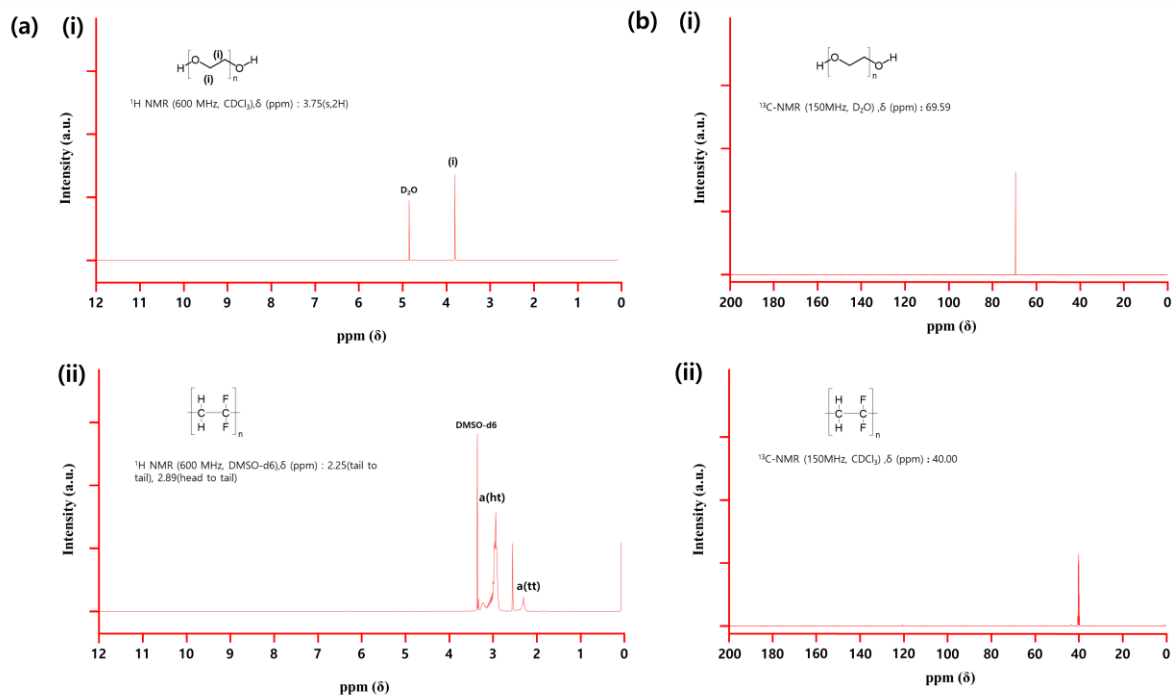 (a) (i)
H O (i) (i) O H n
¹H NMR (600 MHz, CDCl₃),δ (ppm) : 3.75(s,2H)
(i)
D₂O
Intensity (a.u.)
12 11 10 9 8 7 6 5 4 3 2 1 0
ppm (δ)
(b) (i)
H O O H n
¹³C-NMR (150MHz, D₂O) ,δ (ppm) : 69.59
Intensity (a.u.)
200 180 160 140 120 100 80 60 40 20 0
ppm (δ)
(ii)
H F
C C
H F n
¹H NMR (600 MHz, DMSO-d6),δ (ppm) : 2.25(tail to
tail), 2.89(head to tail)
DMSO-d6
a(ht)
a(tt)
Intensity (a.u.)
12 11 10 9 8 7 6 5 4 3 2 1 0
ppm (δ)
(ii)
H F
C C
H F n
¹³C-NMR (150MHz, CDCl₃) ,δ (ppm) : 40.00
Intensity (a.u.)
200 180 160 140 120 100 80 60 40 20 0
ppm (δ)